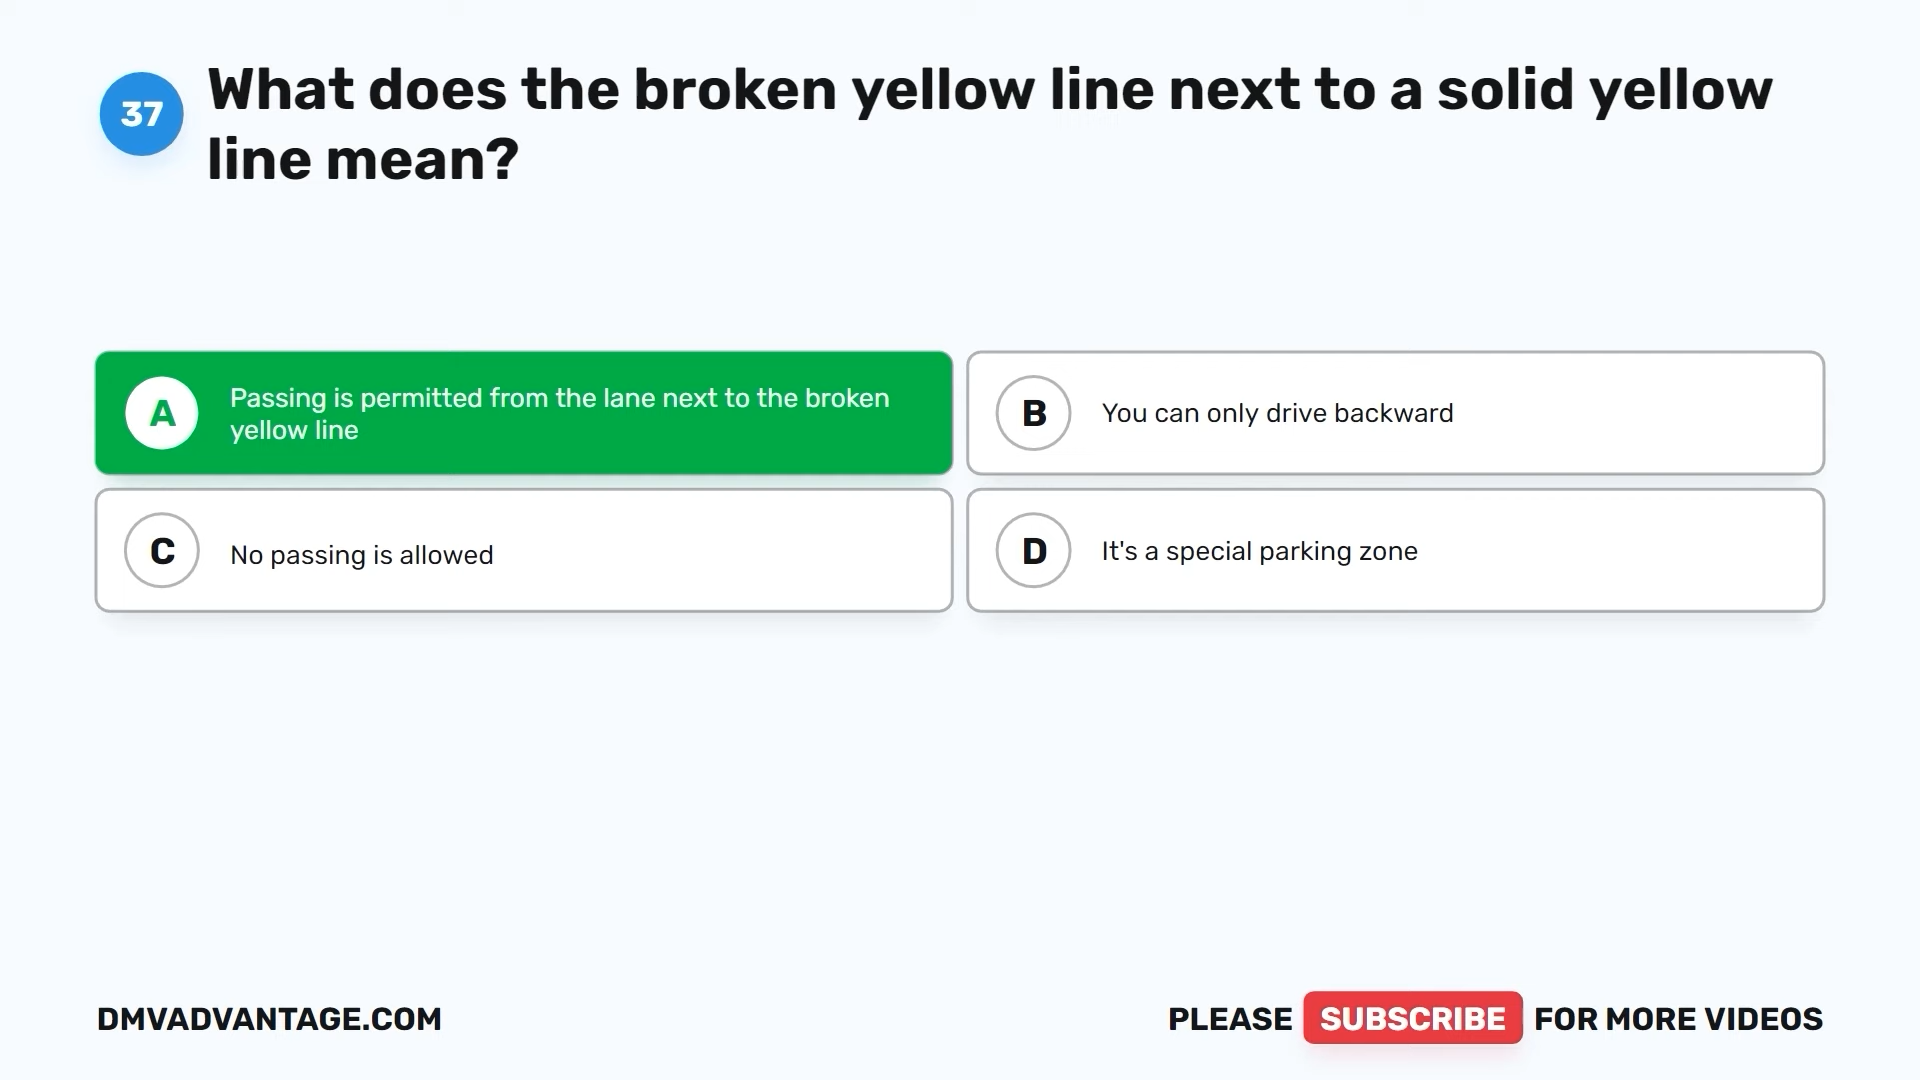 37
What does the broken yellow line next to a solid yellow
line mean?
A
Passing is permitted from the lane next to the broken
yellow line
B
You can only drive backward
C
No passing is allowed
D
It's a special parking zone
DMVADVANTAGE.COM
PLEASE SUBSCRIBE FOR MORE VIDEOS